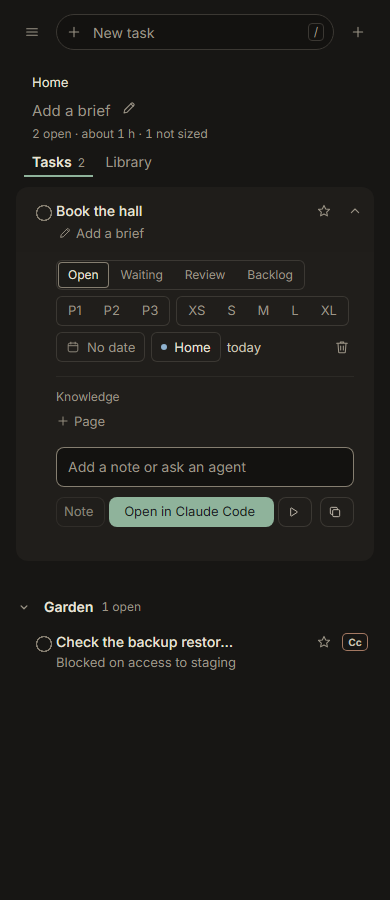 New task /
Home
Add a brief
2 open · about 1 h · 1 not sized
Tasks 2 Library
Book the hall
Add a brief
Open Waiting Review Backlog
P1 P2 P3 XS S M L XL
No date Home today
Knowledge
Page
Add a note or ask an agent
Note Open in Claude Code
Garden 1 open
Check the backup restor... Cc
Blocked on access to staging